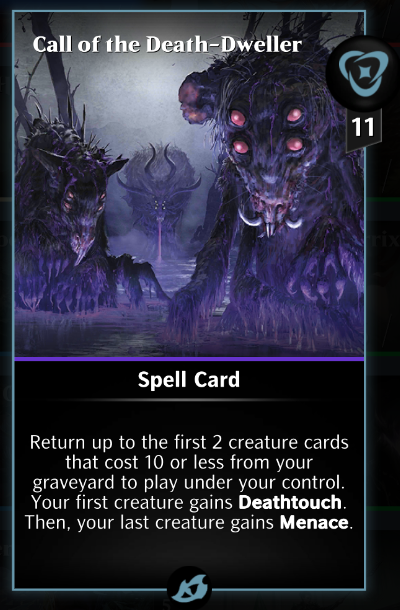 Call of the Death-Dweller
11
Spell Card
Return up to the first 2 creature cards
that cost 10 or less from your
graveyard to play under your control.
Your first creature gains Deathtouch.
Then, your last creature gains Menace.